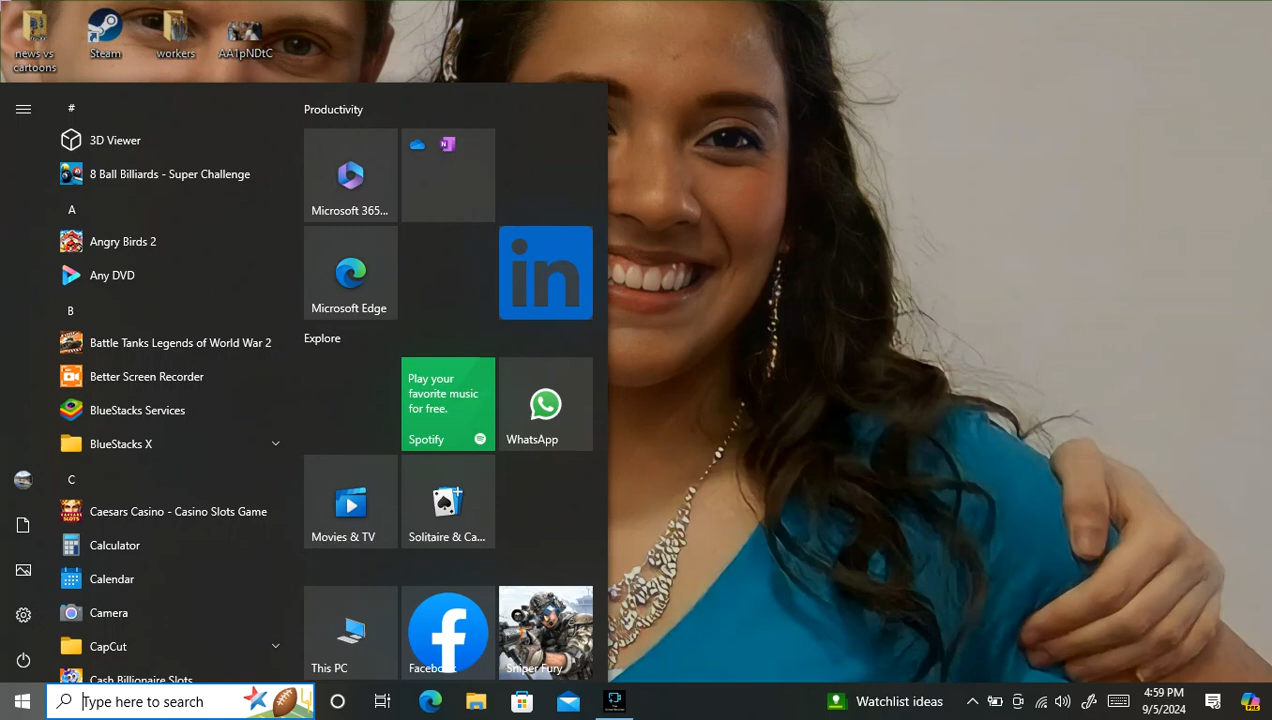 news vs
cartoons
Steam
workers
AA1pNDtC
#
3D Viewer
8 Ball Billiards - Super Challenge
A
Angry Birds 2
Any DVD
B
Battle Tanks Legends of World War 2
Better Screen Recorder
BlueStacks Services
BlueStacks X
C
Caesars Casino - Casino Slots Game
Calculator
Calendar
Camera
CapCut
Cash Billionaire Slots
Productivity
Microsoft 365...
N
Microsoft Edge
in
Explore
Play your
favorite music
for free.
Spotify
WhatsApp
Movies & TV
Solitaire & Ca...
This PC
Facebook
Sniper Fury
Type here to search
Watchlist ideas
4:59 PM
9/5/2024
PRE